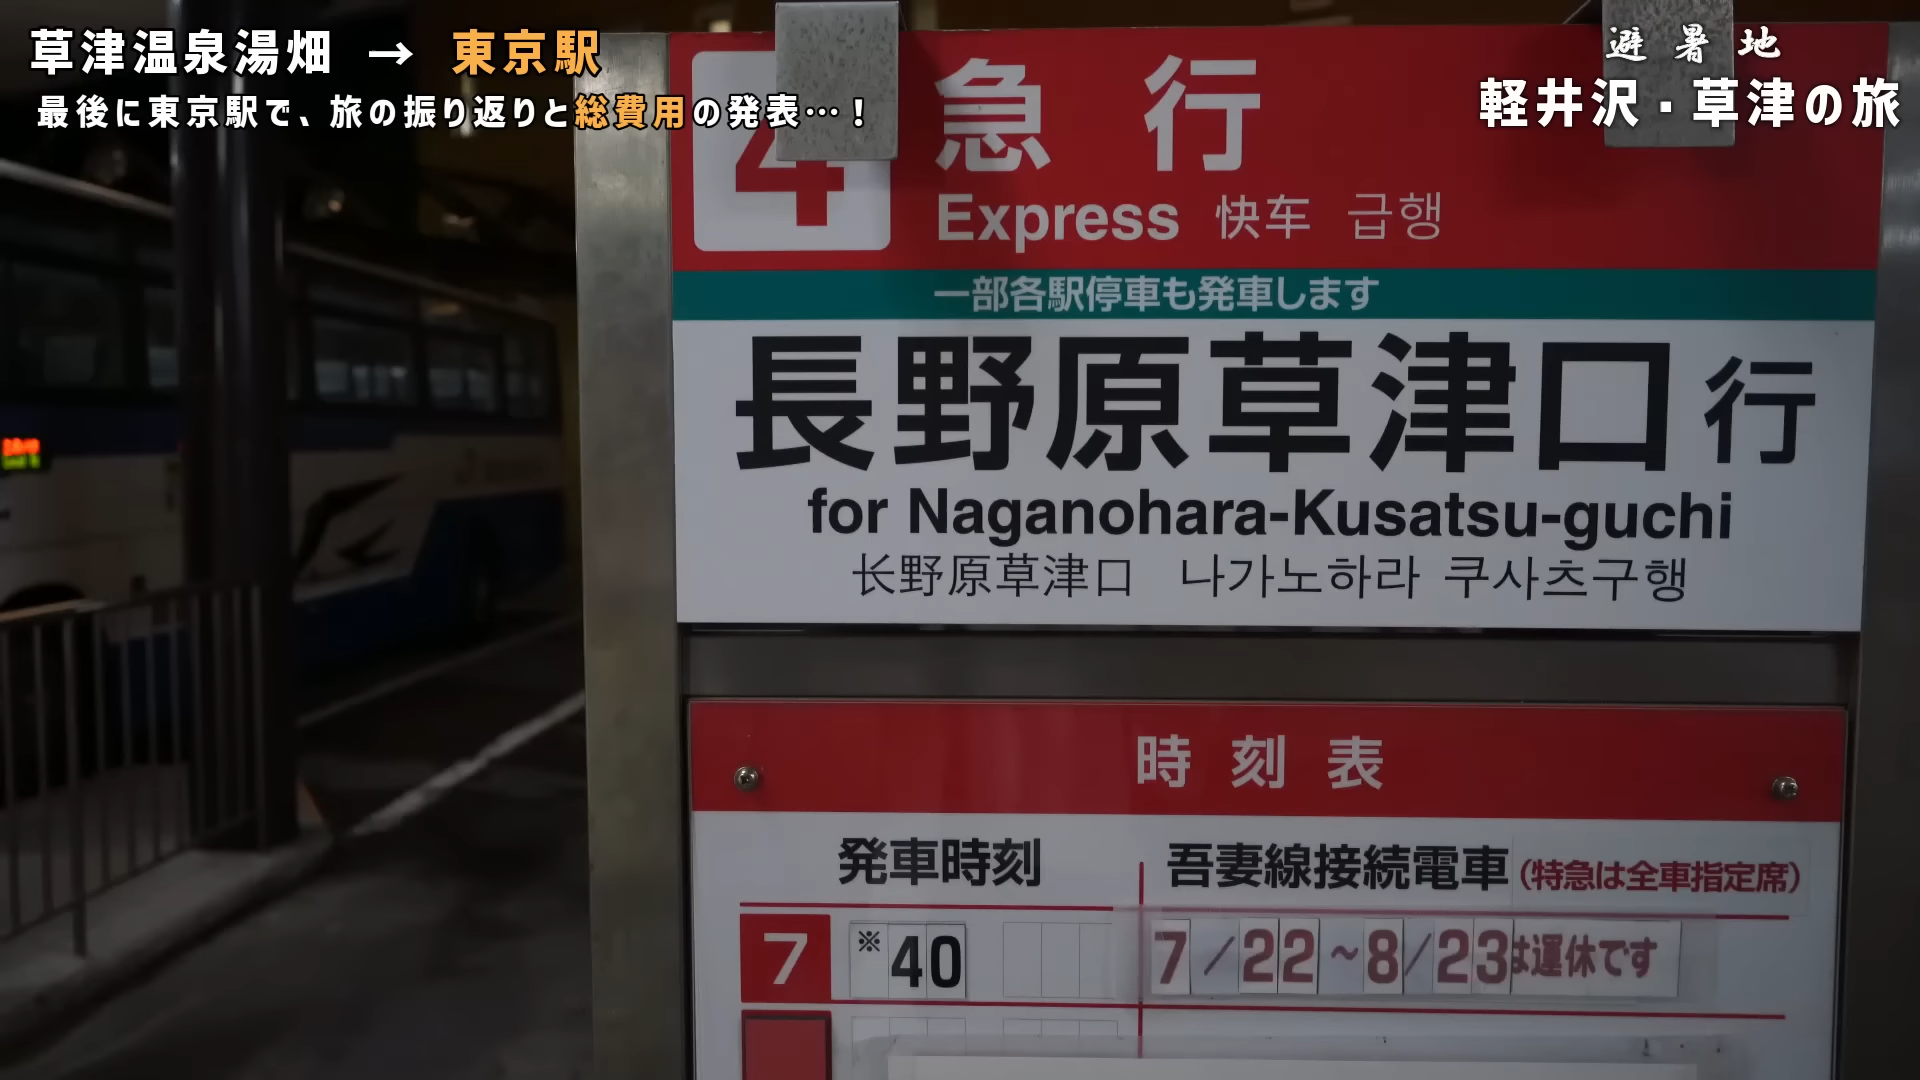 草津温泉湯畑 → 東京駅
最後に東京駅で、旅の振り返りと総費用の発表…！
避暑地
軽井沢・草津の旅
4
急行
Express 快车 급행
一部各駅停車も発車します
長野原草津口行
for Naganohara-Kusatsu-guchi
长野原草津口 나가노하라 쿠사츠구행
時刻表
発車時刻 吾妻線接続電車(特急は全車指定席)
7 ※40 7/22~8/23は運休です